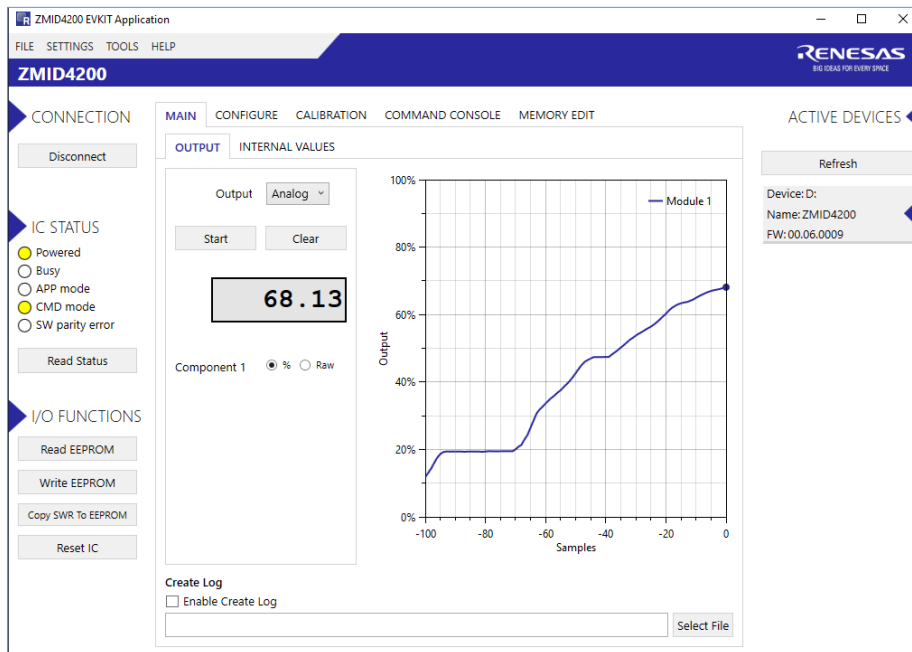 ZMID4200 EVKIT Application
FILE SETTINGS TOOLS HELP
RENESAS
BIG IDEAS FOR EVERY SPACE
ZMID4200
CONNECTION
Disconnect
IC STATUS
Powered
Busy
APP mode
CMD mode
SW parity error
Read Status
I/O FUNCTIONS
Read EEPROM
Write EEPROM
Copy SWR To EEPROM
Reset IC
MAIN CONFIGURE CALIBRATION COMMAND CONSOLE MEMORY EDIT
OUTPUT INTERNAL VALUES
Output Analog
Start Clear
68.13
Component 1 % Raw
100%
80%
60%
40%
20%
0%
Output
Module 1
-100 -80 -60 -40 -20 0
Samples
Create Log
Enable Create Log
Select File
ACTIVE DEVICES
Refresh
Device: D:
Name: ZMID4200
FW: 00.06.0009